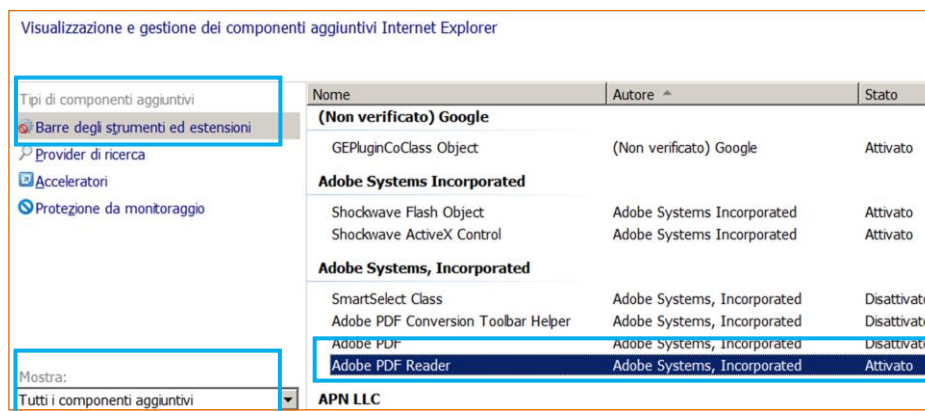 Visualizzazione e gestione dei componenti aggiuntivi Internet Explorer
Tipi di componenti aggiuntivi
Barre degli strumenti ed estensioni
Provider di ricerca
Acceleratori
Protezione da monitoraggio
Mostra:
Tutti i componenti aggiuntivi
Nome Autore Stato
(Non verificato) Google
GEPluginCoClass Object (Non verificato) Google Attivato
Adobe Systems Incorporated
Shockwave Flash Object Adobe Systems Incorporated Attivato
Shockwave ActiveX Control Adobe Systems Incorporated Attivato
Adobe Systems, Incorporated
SmartSelect Class Adobe Systems, Incorporated Disattivato
Adobe PDF Conversion Toolbar Helper Adobe Systems, Incorporated Disattivato
Adobe PDF Adobe Systems, Incorporated Disattivato
Adobe PDF Reader Adobe Systems, Incorporated Attivato
APN LLC